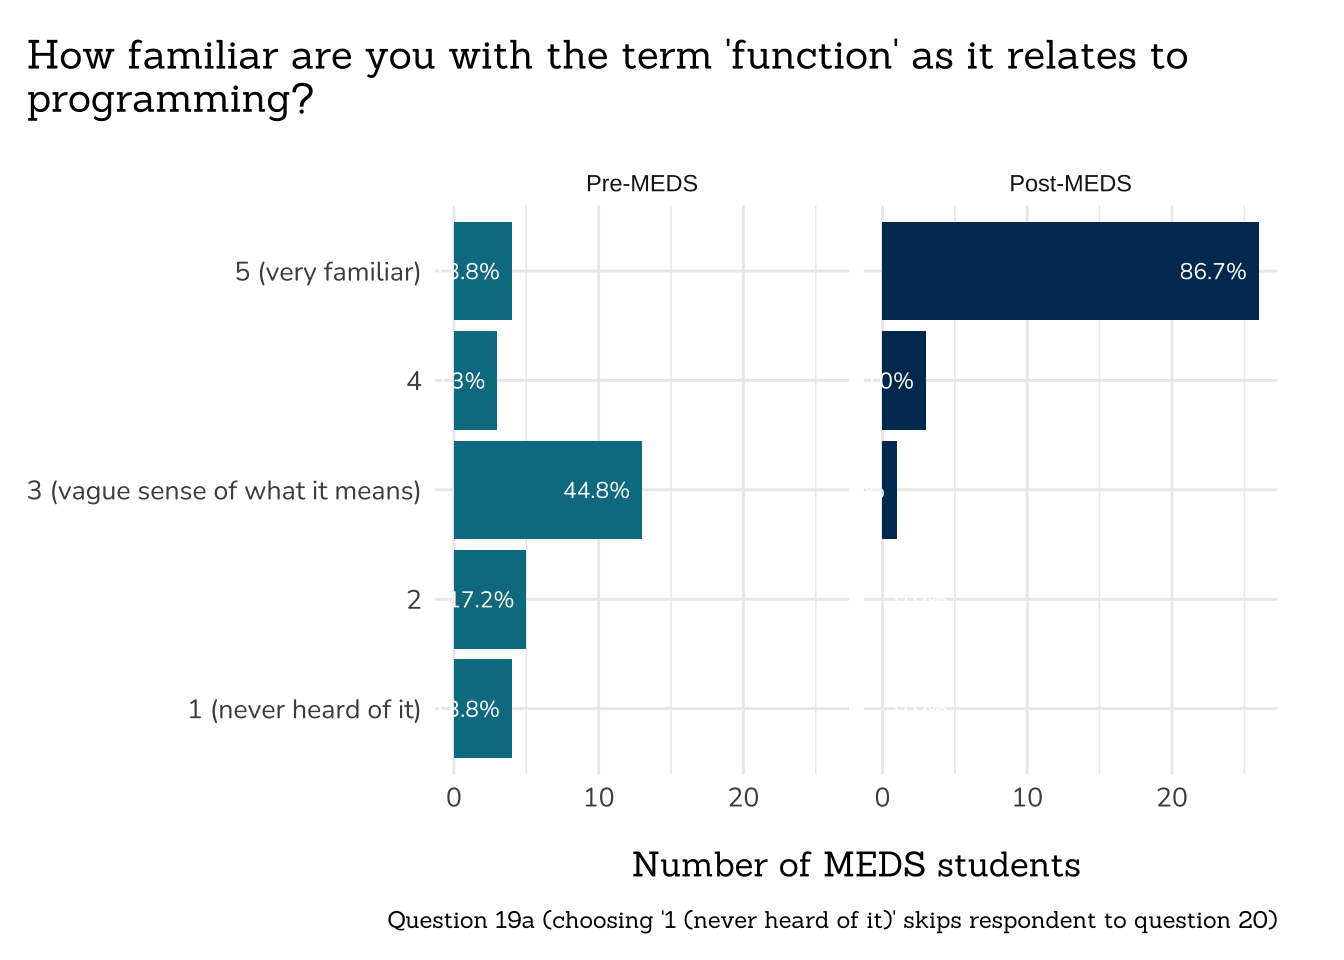 How familiar are you with the term 'function' as it relates to
programming?
Pre-MEDS
Post-MEDS
5 (very familiar)
86.7%
4
3 (vague sense of what it means)
44.8%
2
17.2%
1 (never heard of it)
0
10
20
0
10
20
Number of MEDS students
Question 19a (choosing '1 (never heard of it)' skips respondent to question 20)